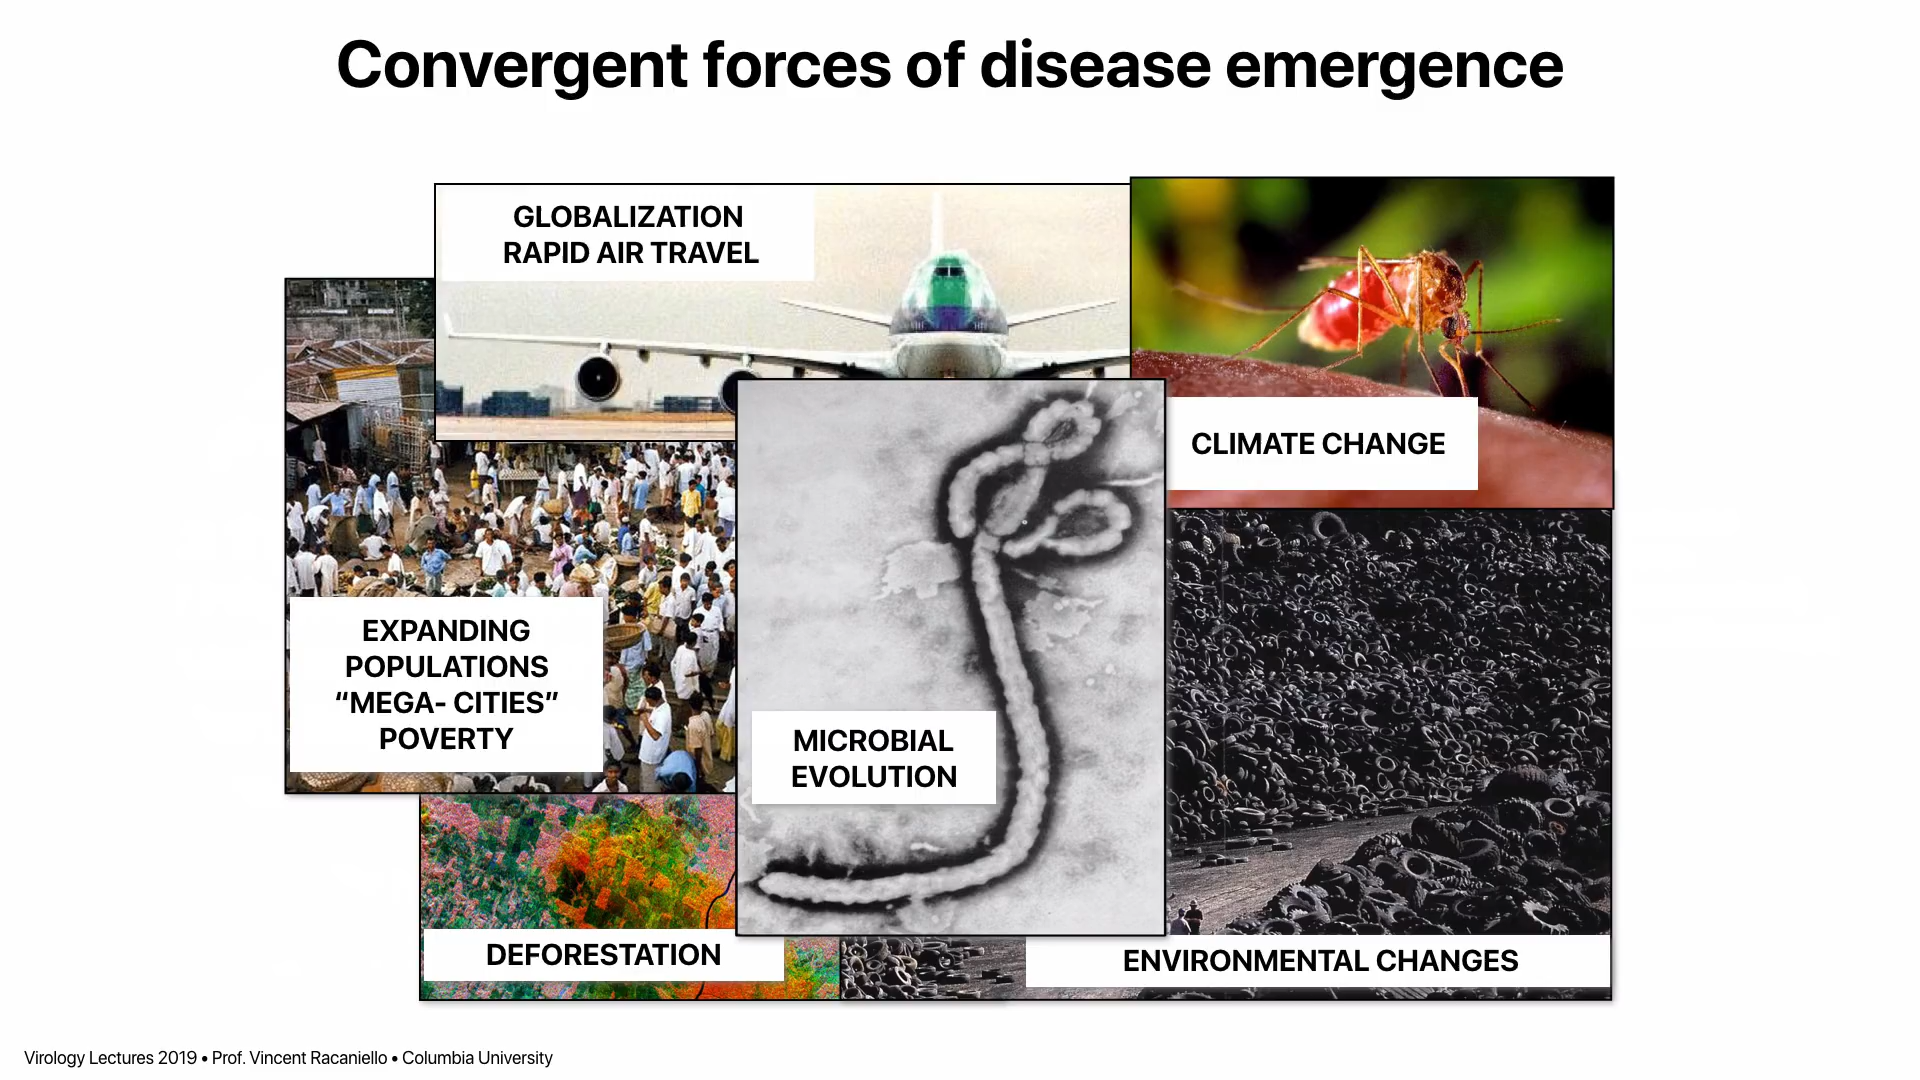 Convergent forces of disease emergence
GLOBALIZATION
RAPID AIR TRAVEL
CLIMATE CHANGE
EXPANDING
POPULATIONS
“MEGA- CITIES”
POVERTY
MICROBIAL
EVOLUTION
DEFORESTATION
ENVIRONMENTAL CHANGES
Virology Lectures 2019 • Prof. Vincent Racaniello • Columbia University